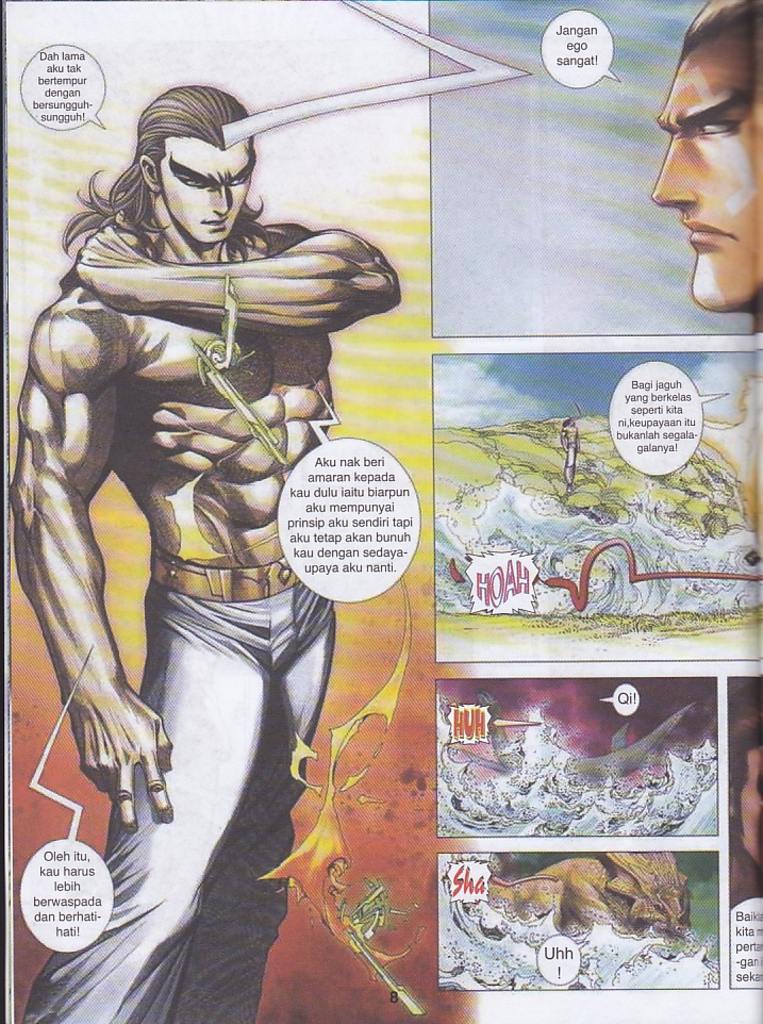 Dah lama
aku tak
bertempur
dengan
bersungguh-
sungguh!
Jangan
ego
sangat!
Aku nak beri
amaran kepada
kau dulu iaitu biarpun
aku mempunyai
prinsip aku sendiri tapi
aku tetap akan bunuh
kau dengan sedaya-
upaya aku nanti.
Oleh itu,
kau harus
lebih
berwaspada
dan berhati-
hati!
Bagi jaguh
yang berkelas
seperti kita
ni,keupayaan itu
bukanlah segala-
galanya!
HOAH
HUH
Qi!
Sha
Uhh
!
kita
8